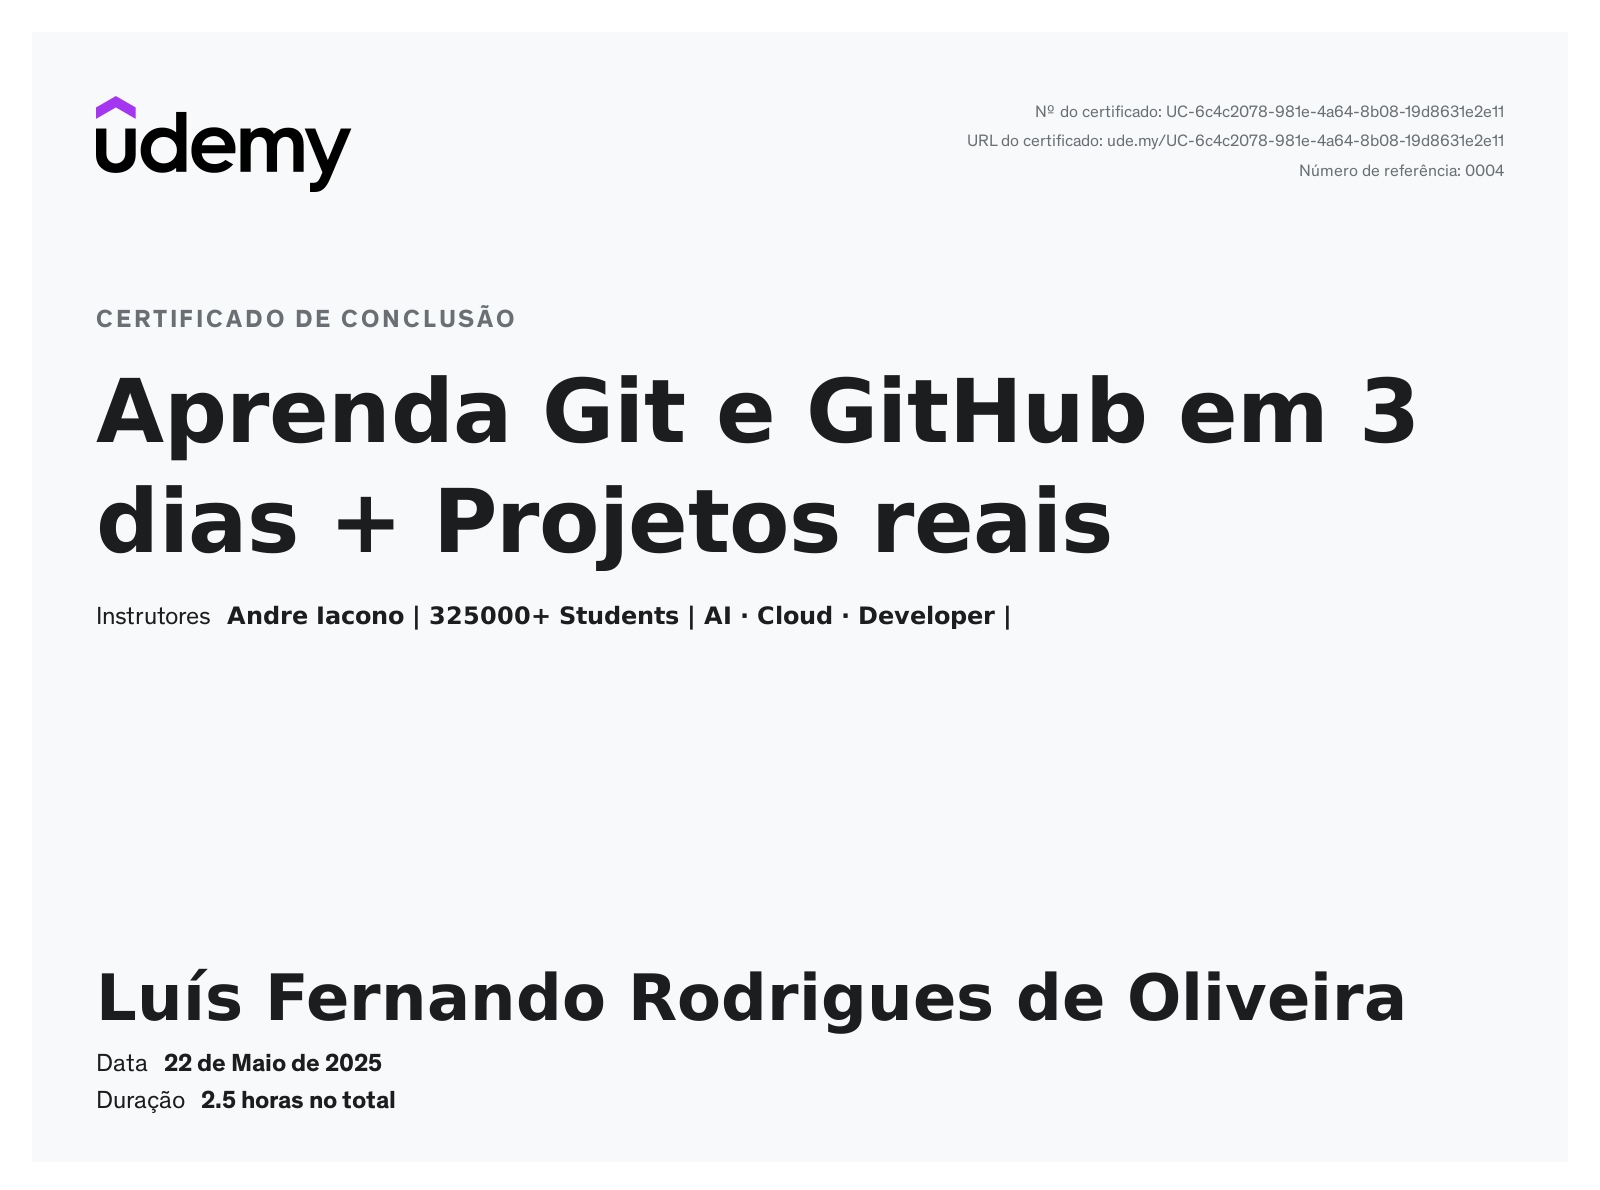 udemy
Nº do certificado: UC-6c4c2078-981e-4a64-8b08-19d8631e2e11
URL do certificado: ude.my/UC-6c4c2078-981e-4a64-8b08-19d8631e2e11
Número de referência: 0004
CERTIFICADO DE CONCLUSÃO
Aprenda Git e GitHub em 3
dias + Projetos reais
Instrutores Andre Iacono | 325000+ Students | AI · Cloud · Developer |
Luís Fernando Rodrigues de Oliveira
Data 22 de Maio de 2025
Duração 2.5 horas no total